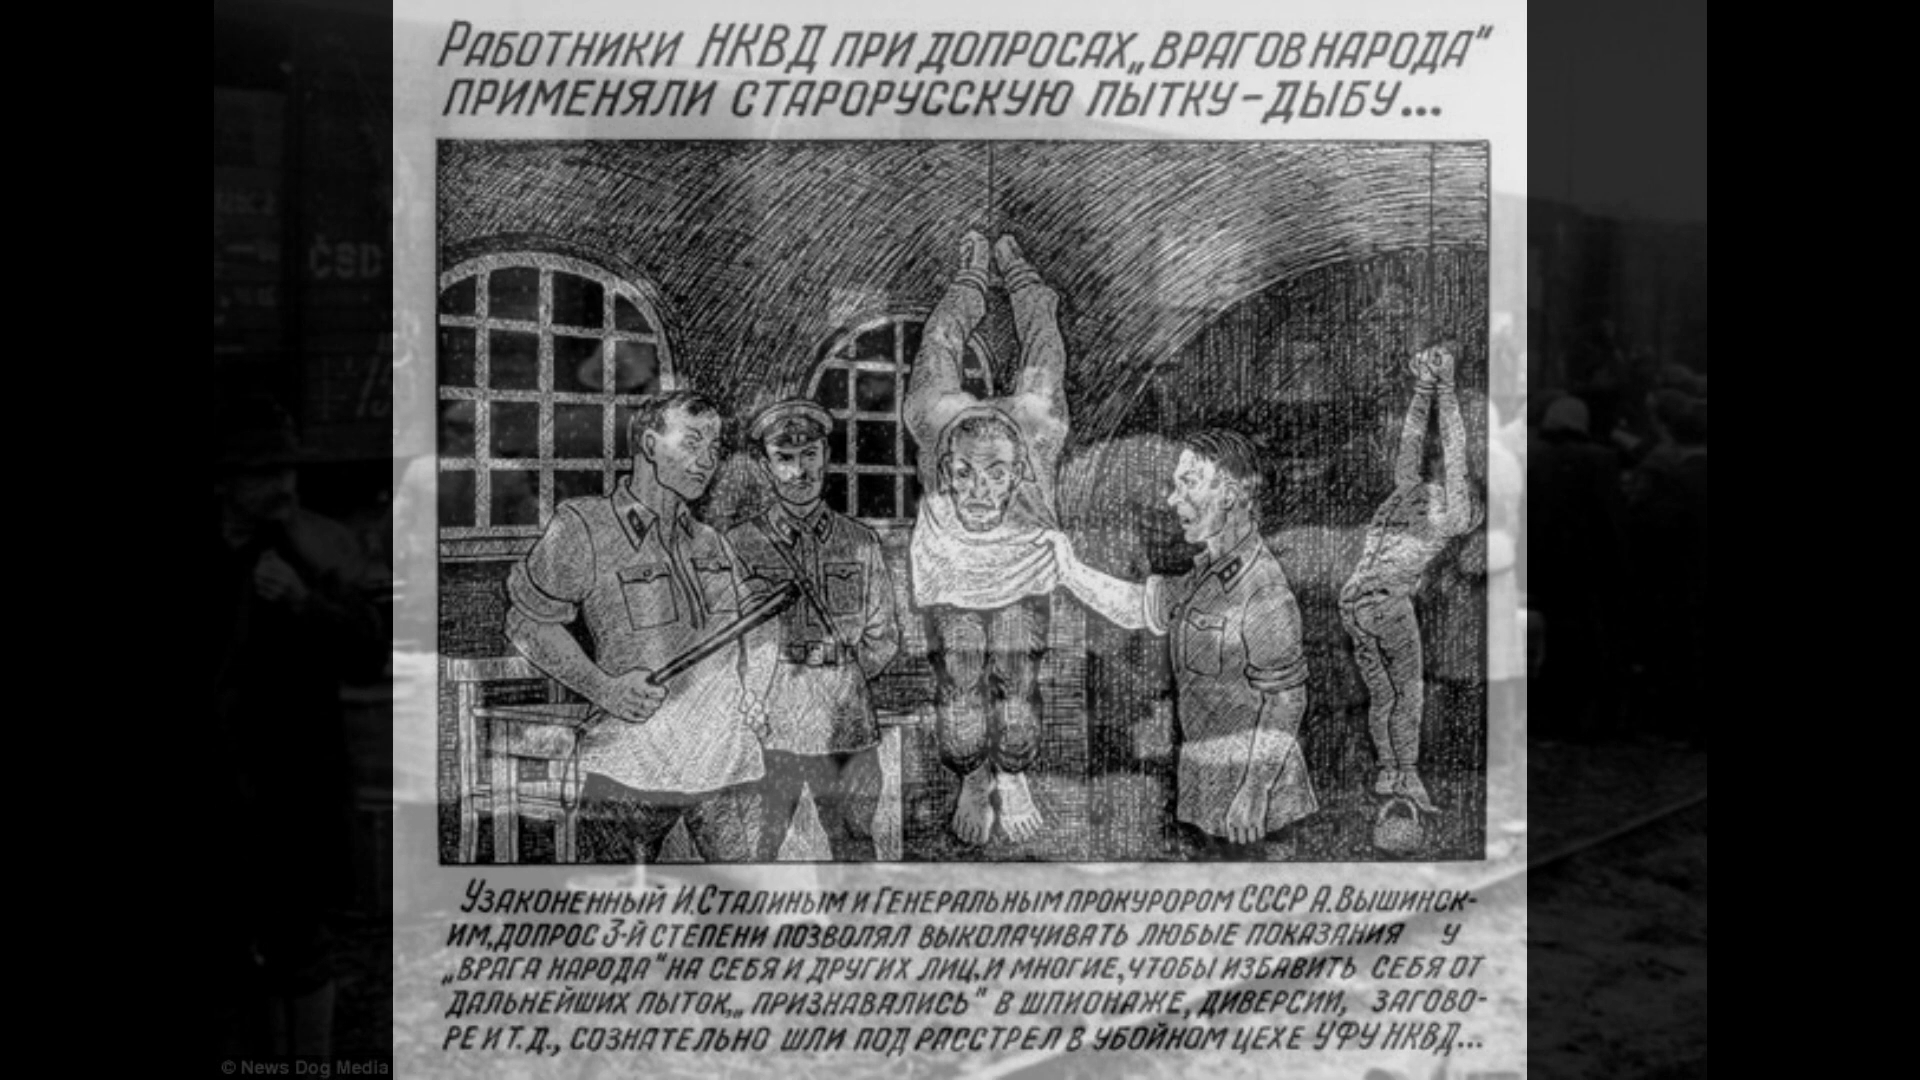 РАБОТНИКИ НКВД ПРИ ДОПРОСАХ „ВРАГОВ НАРОДА“
ПРИМЕНЯЛИ СТАРОРУССКУЮ ПЫТКУ – ДЫБУ...
ČSD
УЗАКОНЕННЫЙ И. СТАЛИНЫМ И ГЕНЕРАЛЬНЫМ ПРОКУРОРОМ СССР А. ВЫШИНСК-
ИМ, ДОПРОС 3-Й СТЕПЕНИ ПОЗВОЛЯЛ ВЫКОЛАЧИВАТЬ ЛЮБЫЕ ПОКАЗАНИЯ У
„ВРАГА НАРОДА“ НА СЕБЯ И ДРУГИХ ЛИЦ. И МНОГИЕ, ЧТОБЫ ИЗБАВИТЬ СЕБЯ ОТ
ДАЛЬНЕЙШИХ ПЫТОК, „ПРИЗНАВАЛИСЬ“ В ШПИОНАЖЕ, ДИВЕРСИИ, ЗАГОВО-
РЕ И Т. Д., СОЗНАТЕЛЬНО ШЛИ ПОД РАССТРЕЛ В УБОЙНОМ ЦЕХЕ УФУ НКВД...
© News Dog Media